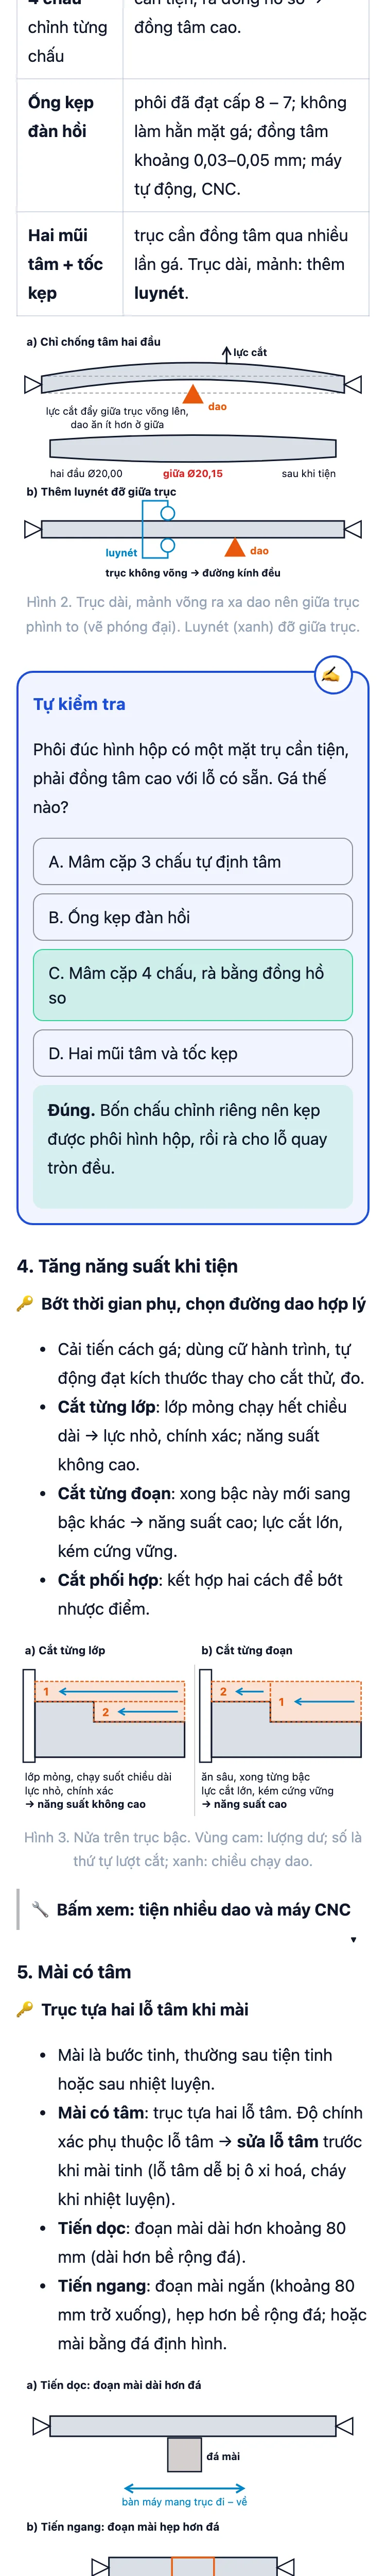 chỉnh từng
chấu
đồng tâm cao.
Ống kẹp
đàn hồi
phôi đã đạt cấp 8 – 7; không
làm hằn mặt gá; đồng tâm
khoảng 0,03–0,05 mm; máy
tự động, CNC.
Hai mũi
tâm + tốc
kẹp
trục cần đồng tâm qua nhiều
lần gá. Trục dài, mảnh: thêm
luynét.
a) Chỉ chống tâm hai đầu
lực cắt
dao
lực cắt đẩy giữa trục võng lên,
dao ăn ít hơn ở giữa
hai đầu Ø20,00
giữa Ø20,15
sau khi tiện
b) Thêm luynét đỡ giữa trục
luynét
dao
trục không võng → đường kính đều
Hình 2. Trục dài, mảnh võng ra xa dao nên giữa trục
phình to (vẽ phóng đại). Luynét (xanh) đỡ giữa trục.
Tự kiểm tra
Phôi đúc hình hộp có một mặt trụ cần tiện,
phải đồng tâm cao với lỗ có sẵn. Gá thế
nào?
A. Mâm cặp 3 chấu tự định tâm
B. Ống kẹp đàn hồi
C. Mâm cặp 4 chấu, rà bằng đồng hồ
so
D. Hai mũi tâm và tốc kẹp
Đúng. Bốn chấu chỉnh riêng nên kẹp
được phôi hình hộp, rồi rà cho lỗ quay
tròn đều.
4. Tăng năng suất khi tiện
🔑 Bớt thời gian phụ, chọn đường dao hợp lý
• Cải tiến cách gá; dùng cữ hành trình, tự
động đạt kích thước thay cho cắt thử, đo.
• Cắt từng lớp: lớp mỏng chạy hết chiều
dài → lực nhỏ, chính xác; năng suất
không cao.
• Cắt từng đoạn: xong bậc này mới sang
bậc khác → năng suất cao; lực cắt lớn,
kém cứng vững.
• Cắt phối hợp: kết hợp hai cách để bớt
nhược điểm.
a) Cắt từng lớp
1
2
lớp mỏng, chạy suốt chiều dài
lực nhỏ, chính xác
→ năng suất không cao
b) Cắt từng đoạn
2
1
ăn sâu, xong từng bậc
lực cắt lớn, kém cứng vững
→ năng suất cao
Hình 3. Nửa trên trục bậc. Vùng cam: lượng dư; số là
thứ tự lượt cắt; xanh: chiều chạy dao.
🔧 Bấm xem: tiện nhiều dao và máy CNC
▼
5. Mài có tâm
🔑 Trục tựa hai lỗ tâm khi mài
• Mài là bước tinh, thường sau tiện tinh
hoặc sau nhiệt luyện.
• Mài có tâm: trục tựa hai lỗ tâm. Độ chính
xác phụ thuộc lỗ tâm → sửa lỗ tâm trước
khi mài tinh (lỗ tâm dễ bị ô xi hoá, cháy
khi nhiệt luyện).
• Tiến dọc: đoạn mài dài hơn khoảng 80
mm (dài hơn bề rộng đá).
• Tiến ngang: đoạn mài ngắn (khoảng 80
mm trở xuống), hẹp hơn bề rộng đá; hoặc
mài bằng đá định hình.
a) Tiến dọc: đoạn mài dài hơn đá
đá mài
bàn máy mang trục đi – về
b) Tiến ngang: đoạn mài hẹp hơn đá